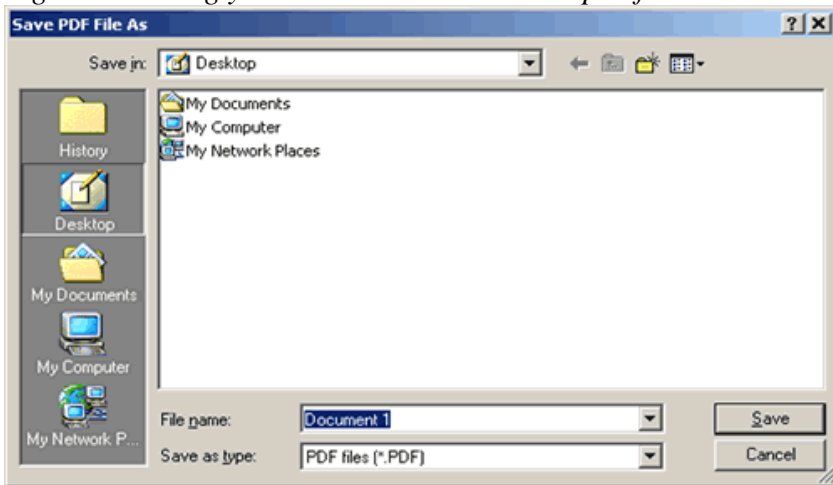 Save PDF File As
Save in: Desktop
My Documents
My Computer
My Network Places
History
Desktop
My Documents
My Computer
My Network P...
File name: Document 1
Save
Save as type: PDF files (*.PDF)
Cancel